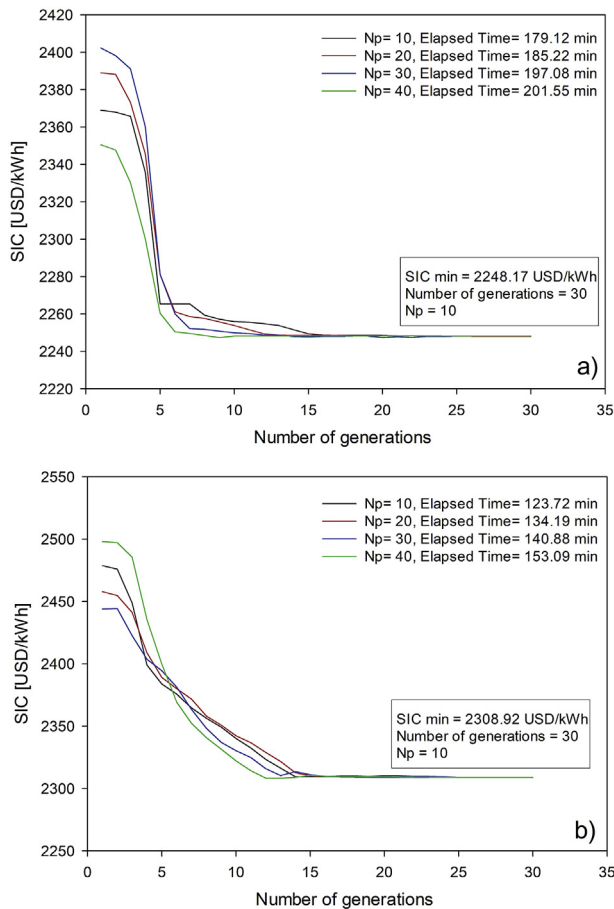 2420
2400
2380
2360
2340
2320
2300
2280
2260
2240
2220
SIC [USD/kWh]
Np= 10, Elapsed Time= 179.12 min
Np= 20, Elapsed Time= 185.22 min
Np= 30, Elapsed Time= 197.08 min
Np= 40, Elapsed Time= 201.55 min
SIC min = 2248.17 USD/kWh
Number of generations = 30
Np = 10
a)
0 5 10 15 20 25 30 35
Number of generations
2550
2500
2450
2400
2350
2300
2250
SIC [USD/kWh]
Np= 10, Elapsed Time= 123.72 min
Np= 20, Elapsed Time= 134.19 min
Np= 30, Elapsed Time= 140.88 min
Np= 40, Elapsed Time= 153.09 min
SIC min = 2308.92 USD/kWh
Number of generations = 30
Np = 10
b)
0 5 10 15 20 25 30 35
Number of generations